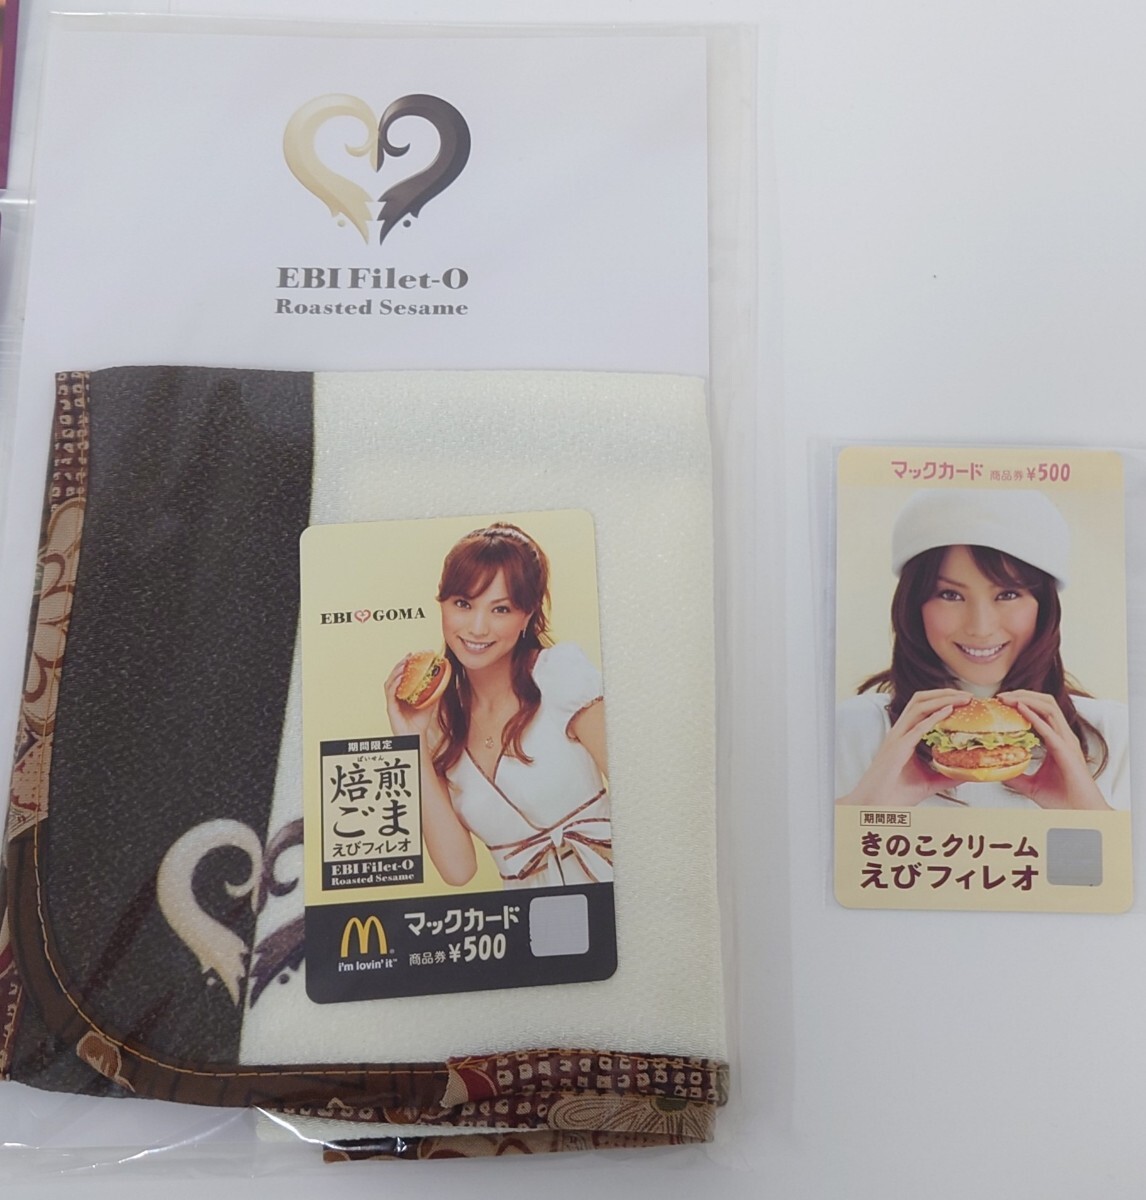 EBI Filet-O
Roasted Sesame
EBI GOMA
期間限定
ばいせん
焙煎
ごま
えびフィレオ
EBI Filet-O
Roasted Sesame
i'm lovin' it™
マックカード
商品券 ¥500
マックカード 商品券 ¥500
期間限定
きのこクリーム
えびフィレオ